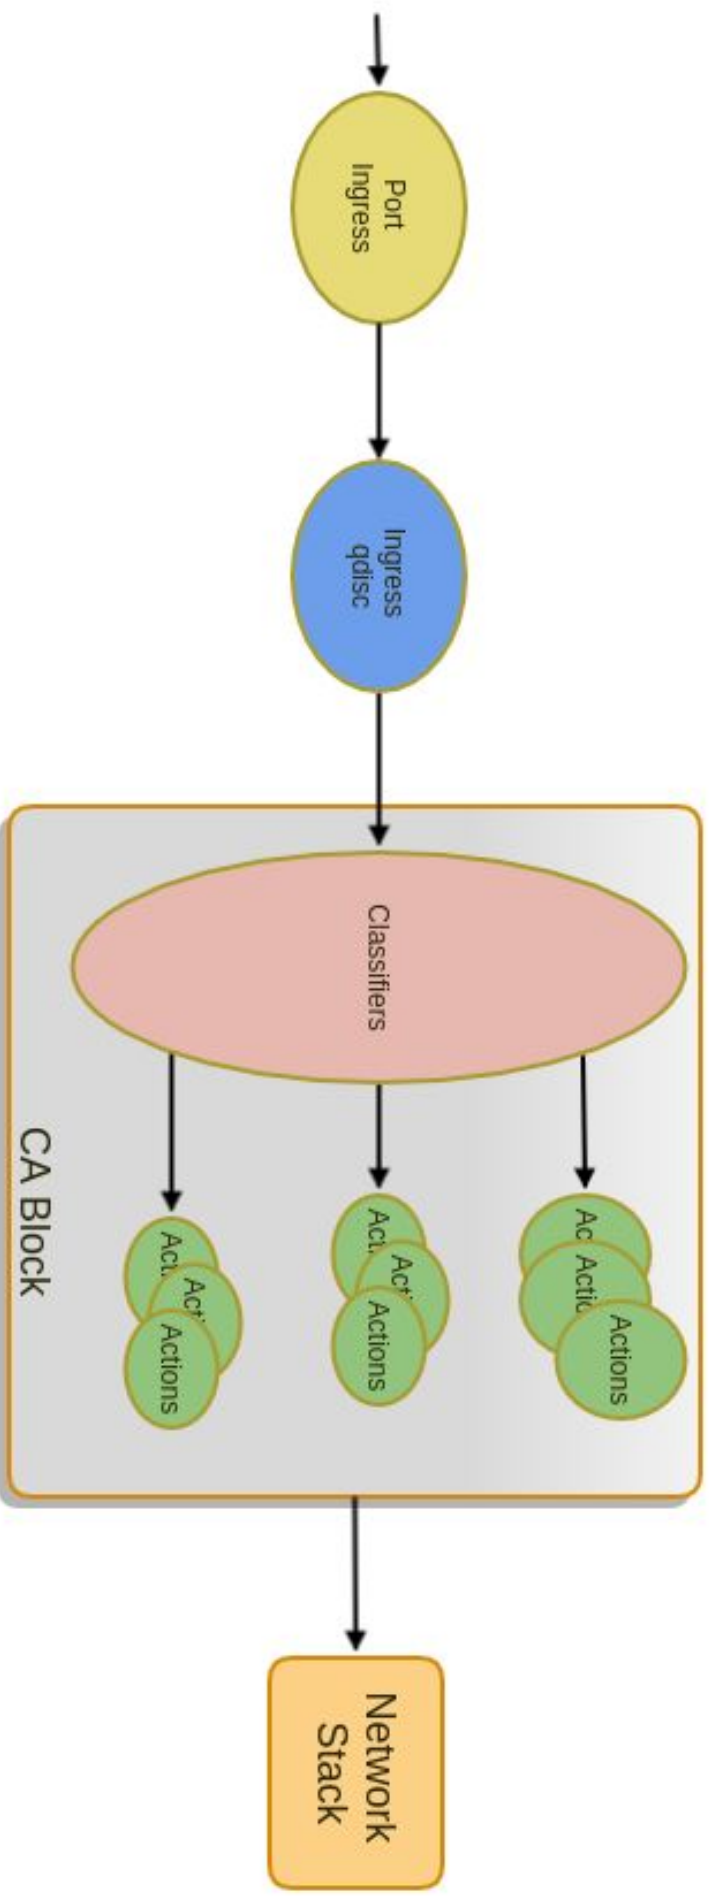 Port
Ingress
Ingress
qdisc
Classifiers
Actions
Actions
Actions
CA Block
Network
Stack